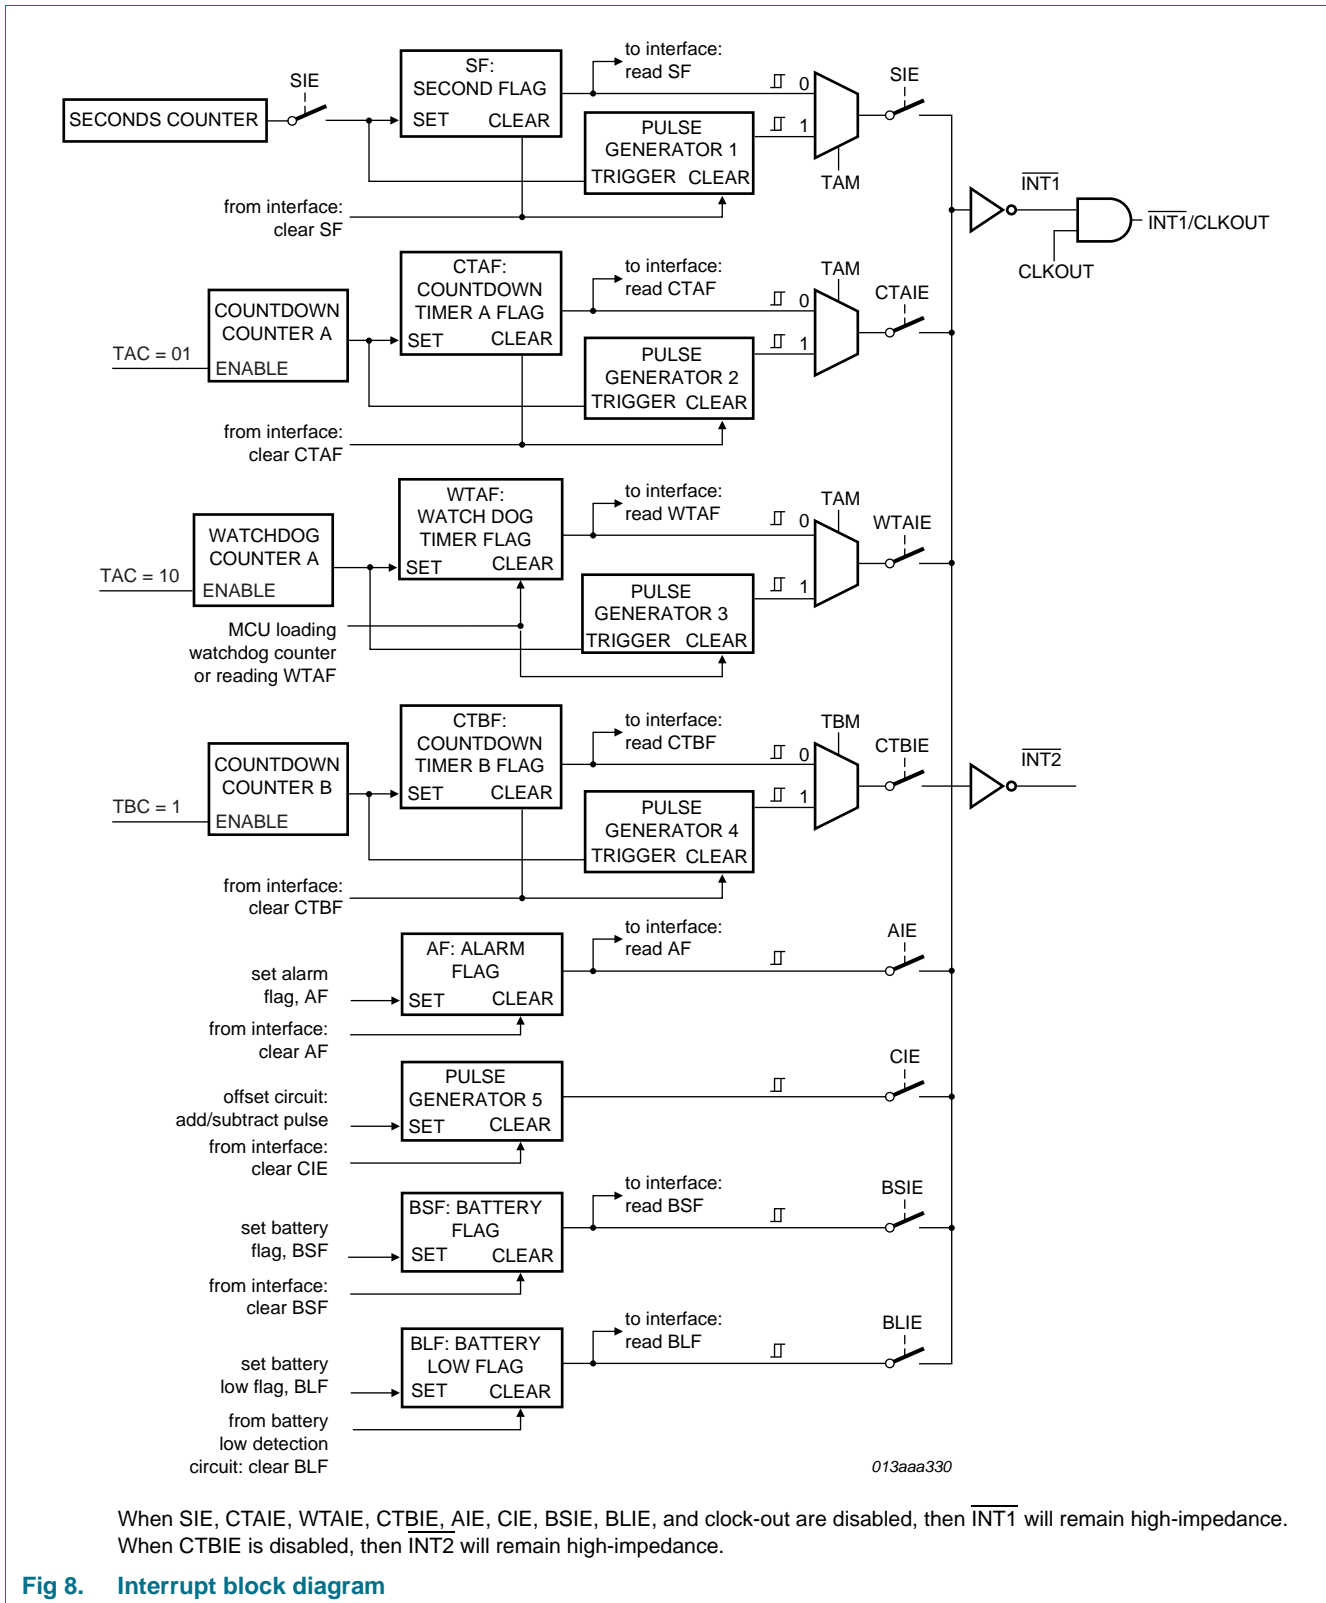 SIE
SECONDS COUNTER
SF:
SECOND FLAG
SET CLEAR
to interface:
read SF
0
1
PULSE
GENERATOR 1
TRIGGER CLEAR
TAM
SIE
from interface:
clear SF
INT1
INT1/CLKOUT
CLKOUT
TAC = 01
COUNTDOWN
COUNTER A
ENABLE
CTAF:
COUNTDOWN
TIMER A FLAG
SET CLEAR
to interface:
read CTAF
0
1
PULSE
GENERATOR 2
TRIGGER CLEAR
TAM
CTAIE
from interface:
clear CTAF
TAC = 10
WATCHDOG
COUNTER A
ENABLE
WTAF:
WATCH DOG
TIMER FLAG
SET CLEAR
to interface:
read WTAF
0
1
PULSE
GENERATOR 3
TRIGGER CLEAR
TAM
WTAIE
MCU loading
watchdog counter
or reading WTAF
TBC = 1
COUNTDOWN
COUNTER B
ENABLE
CTBF:
COUNTDOWN
TIMER B FLAG
SET CLEAR
to interface:
read CTBF
0
1
PULSE
GENERATOR 4
TRIGGER CLEAR
TBM
CTBIE
INT2
from interface:
clear CTBF
set alarm
flag, AF
AF: ALARM
FLAG
SET CLEAR
to interface:
read AF
AIE
from interface:
clear AF
offset circuit:
add/subtract pulse
PULSE
GENERATOR 5
SET CLEAR
CIE
from interface:
clear CIE
set battery
flag, BSF
BSF: BATTERY
FLAG
SET CLEAR
to interface:
read BSF
BSIE
from interface:
clear BSF
set battery
low flag, BLF
BLF: BATTERY
LOW FLAG
SET CLEAR
to interface:
read BLF
BLIE
from battery
low detection
circuit: clear BLF
013aaa330
When SIE, CTAIE, WTAIE, CTBIE, AIE, CIE, BSIE, BLIE, and clock-out are disabled, then INT1 will remain high-impedance.
When CTBIE is disabled, then INT2 will remain high-impedance.
Fig 8. Interrupt block diagram